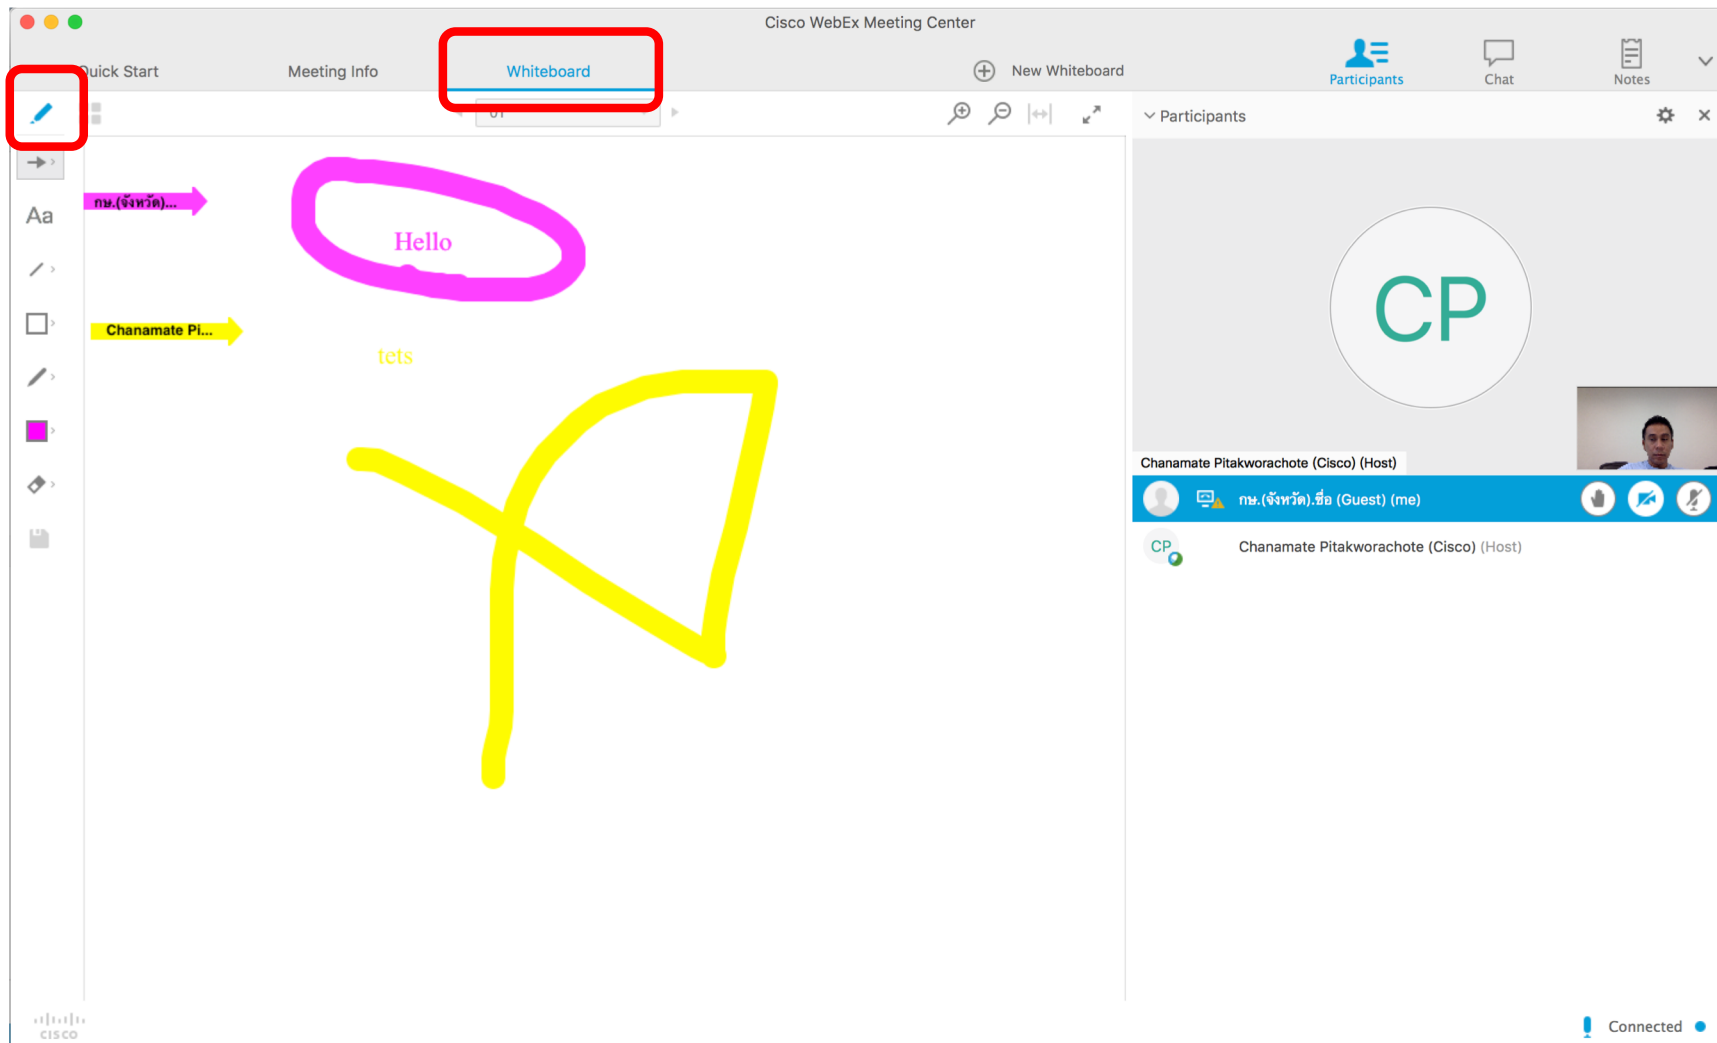 Cisco WebEx Meeting Center
Quick Start
Meeting Info
Whiteboard
New Whiteboard
Participants
Chat
Notes
01
Participants
Aa
กษ.(จังหวัด)...
Hello
Chanamate Pi...
tets
CP
Chanamate Pitakworachote (Cisco) (Host)
กษ.(จังหวัด).ชื่อ (Guest) (me)
CP
Chanamate Pitakworachote (Cisco) (Host)
CISCO
Connected